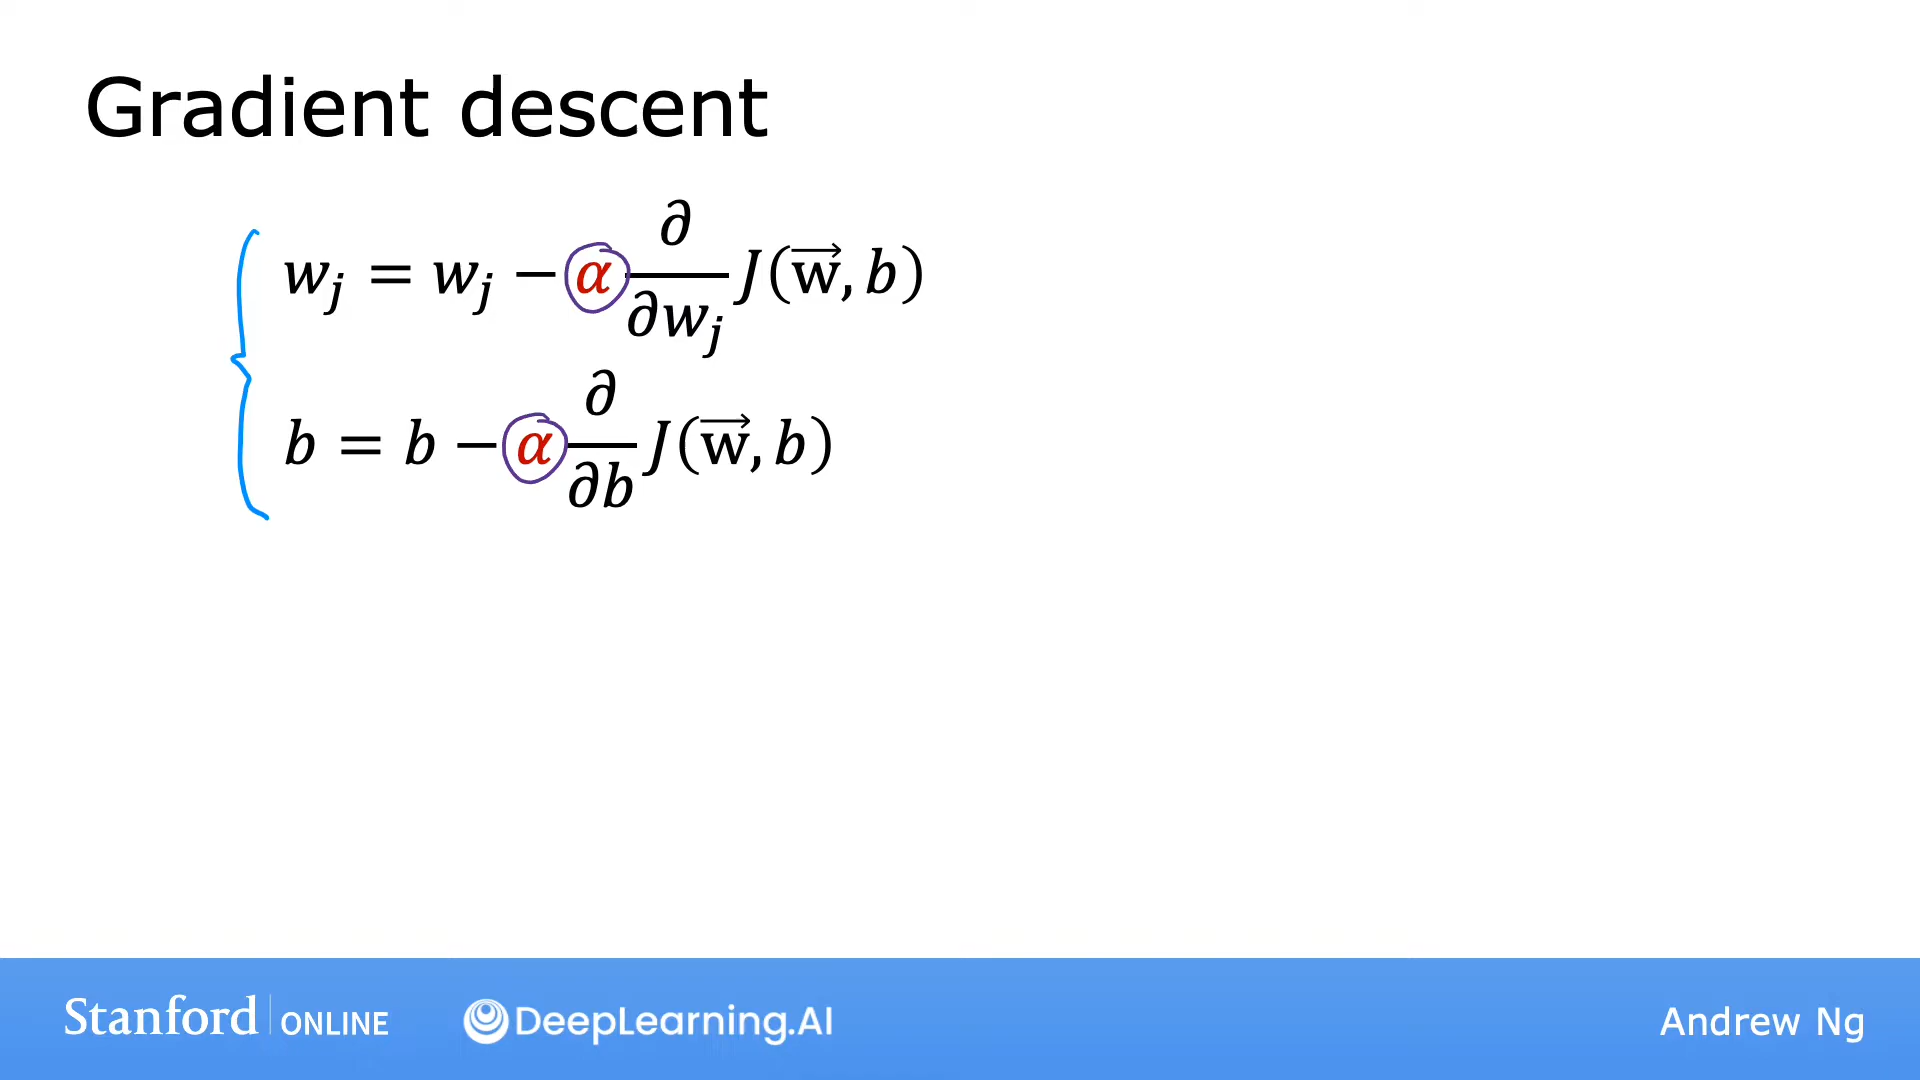 Gradient descent
w_j = w_j − α ∂/∂w_j J(w⃗, b)
b = b − α ∂/∂b J(w⃗, b)
Stanford | ONLINE DeepLearning.AI Andrew Ng